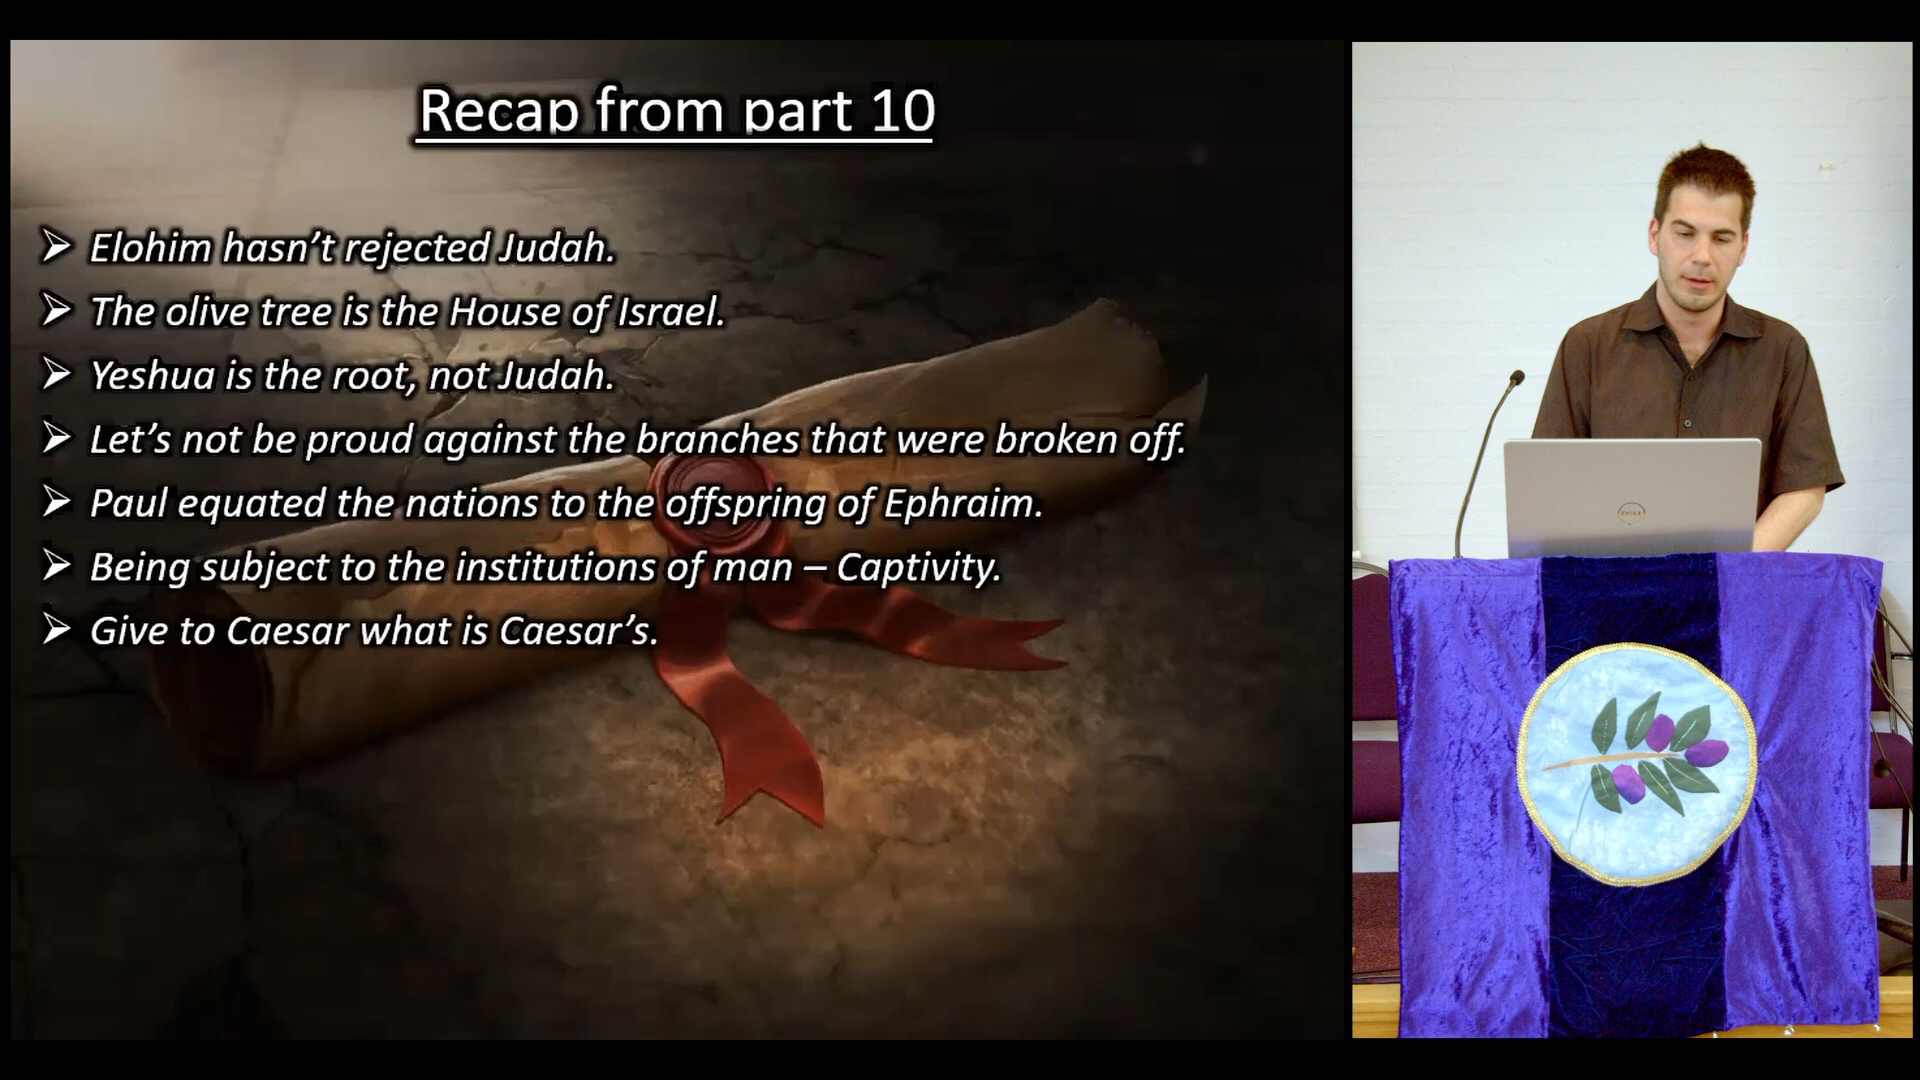 Recap from part 10
➢ Elohim hasn’t rejected Judah.
➢ The olive tree is the House of Israel.
➢ Yeshua is the root, not Judah.
➢ Let’s not be proud against the branches that were broken off.
➢ Paul equated the nations to the offspring of Ephraim.
➢ Being subject to the institutions of man – Captivity.
➢ Give to Caesar what is Caesar’s.
DELL